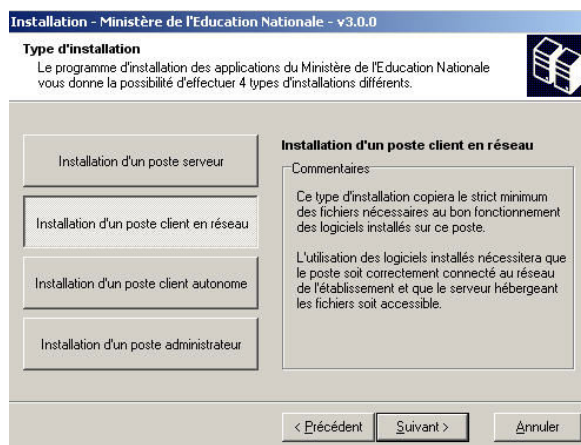 Installation - Ministère de l'Education Nationale - v3.0.0
Type d'installation
Le programme d'installation des applications du Ministère de l'Education Nationale
vous donne la possibilité d'effectuer 4 types d'installations différents.
Installation d'un poste serveur
Installation d'un poste client en réseau
Installation d'un poste client autonome
Installation d'un poste administrateur
Installation d'un poste client en réseau
Commentaires
Ce type d'installation copiera le strict minimum
des fichiers nécessaires au bon fonctionnement
des logiciels installés sur ce poste.
L'utilisation des logiciels installés nécessitera que
le poste soit correctement connecté au réseau
de l'établissement et que le serveur hébergeant
les fichiers soit accessible.
< Précédent
Suivant >
Annuler